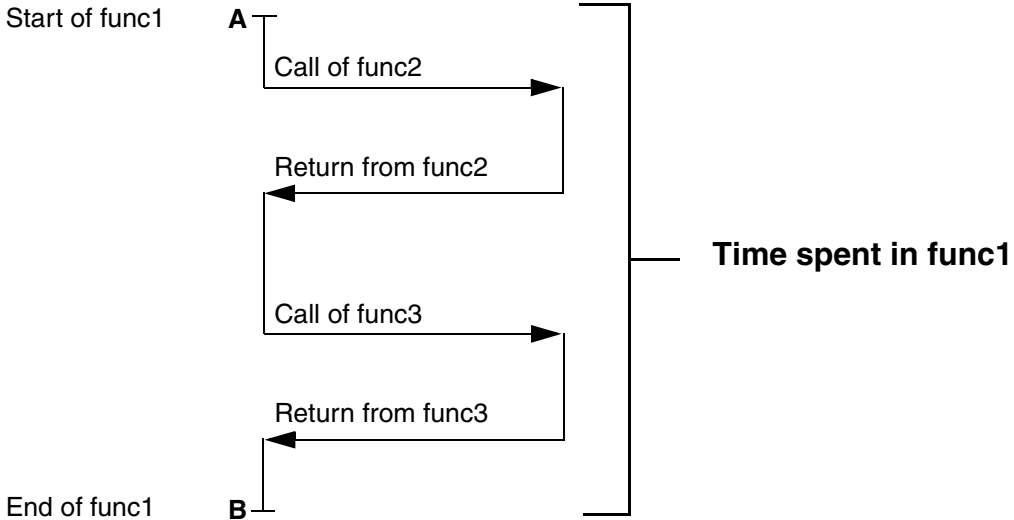 Start of func1
A
Call of func2
Return from func2
Time spent in func1
Call of func3
Return from func3
End of func1
B